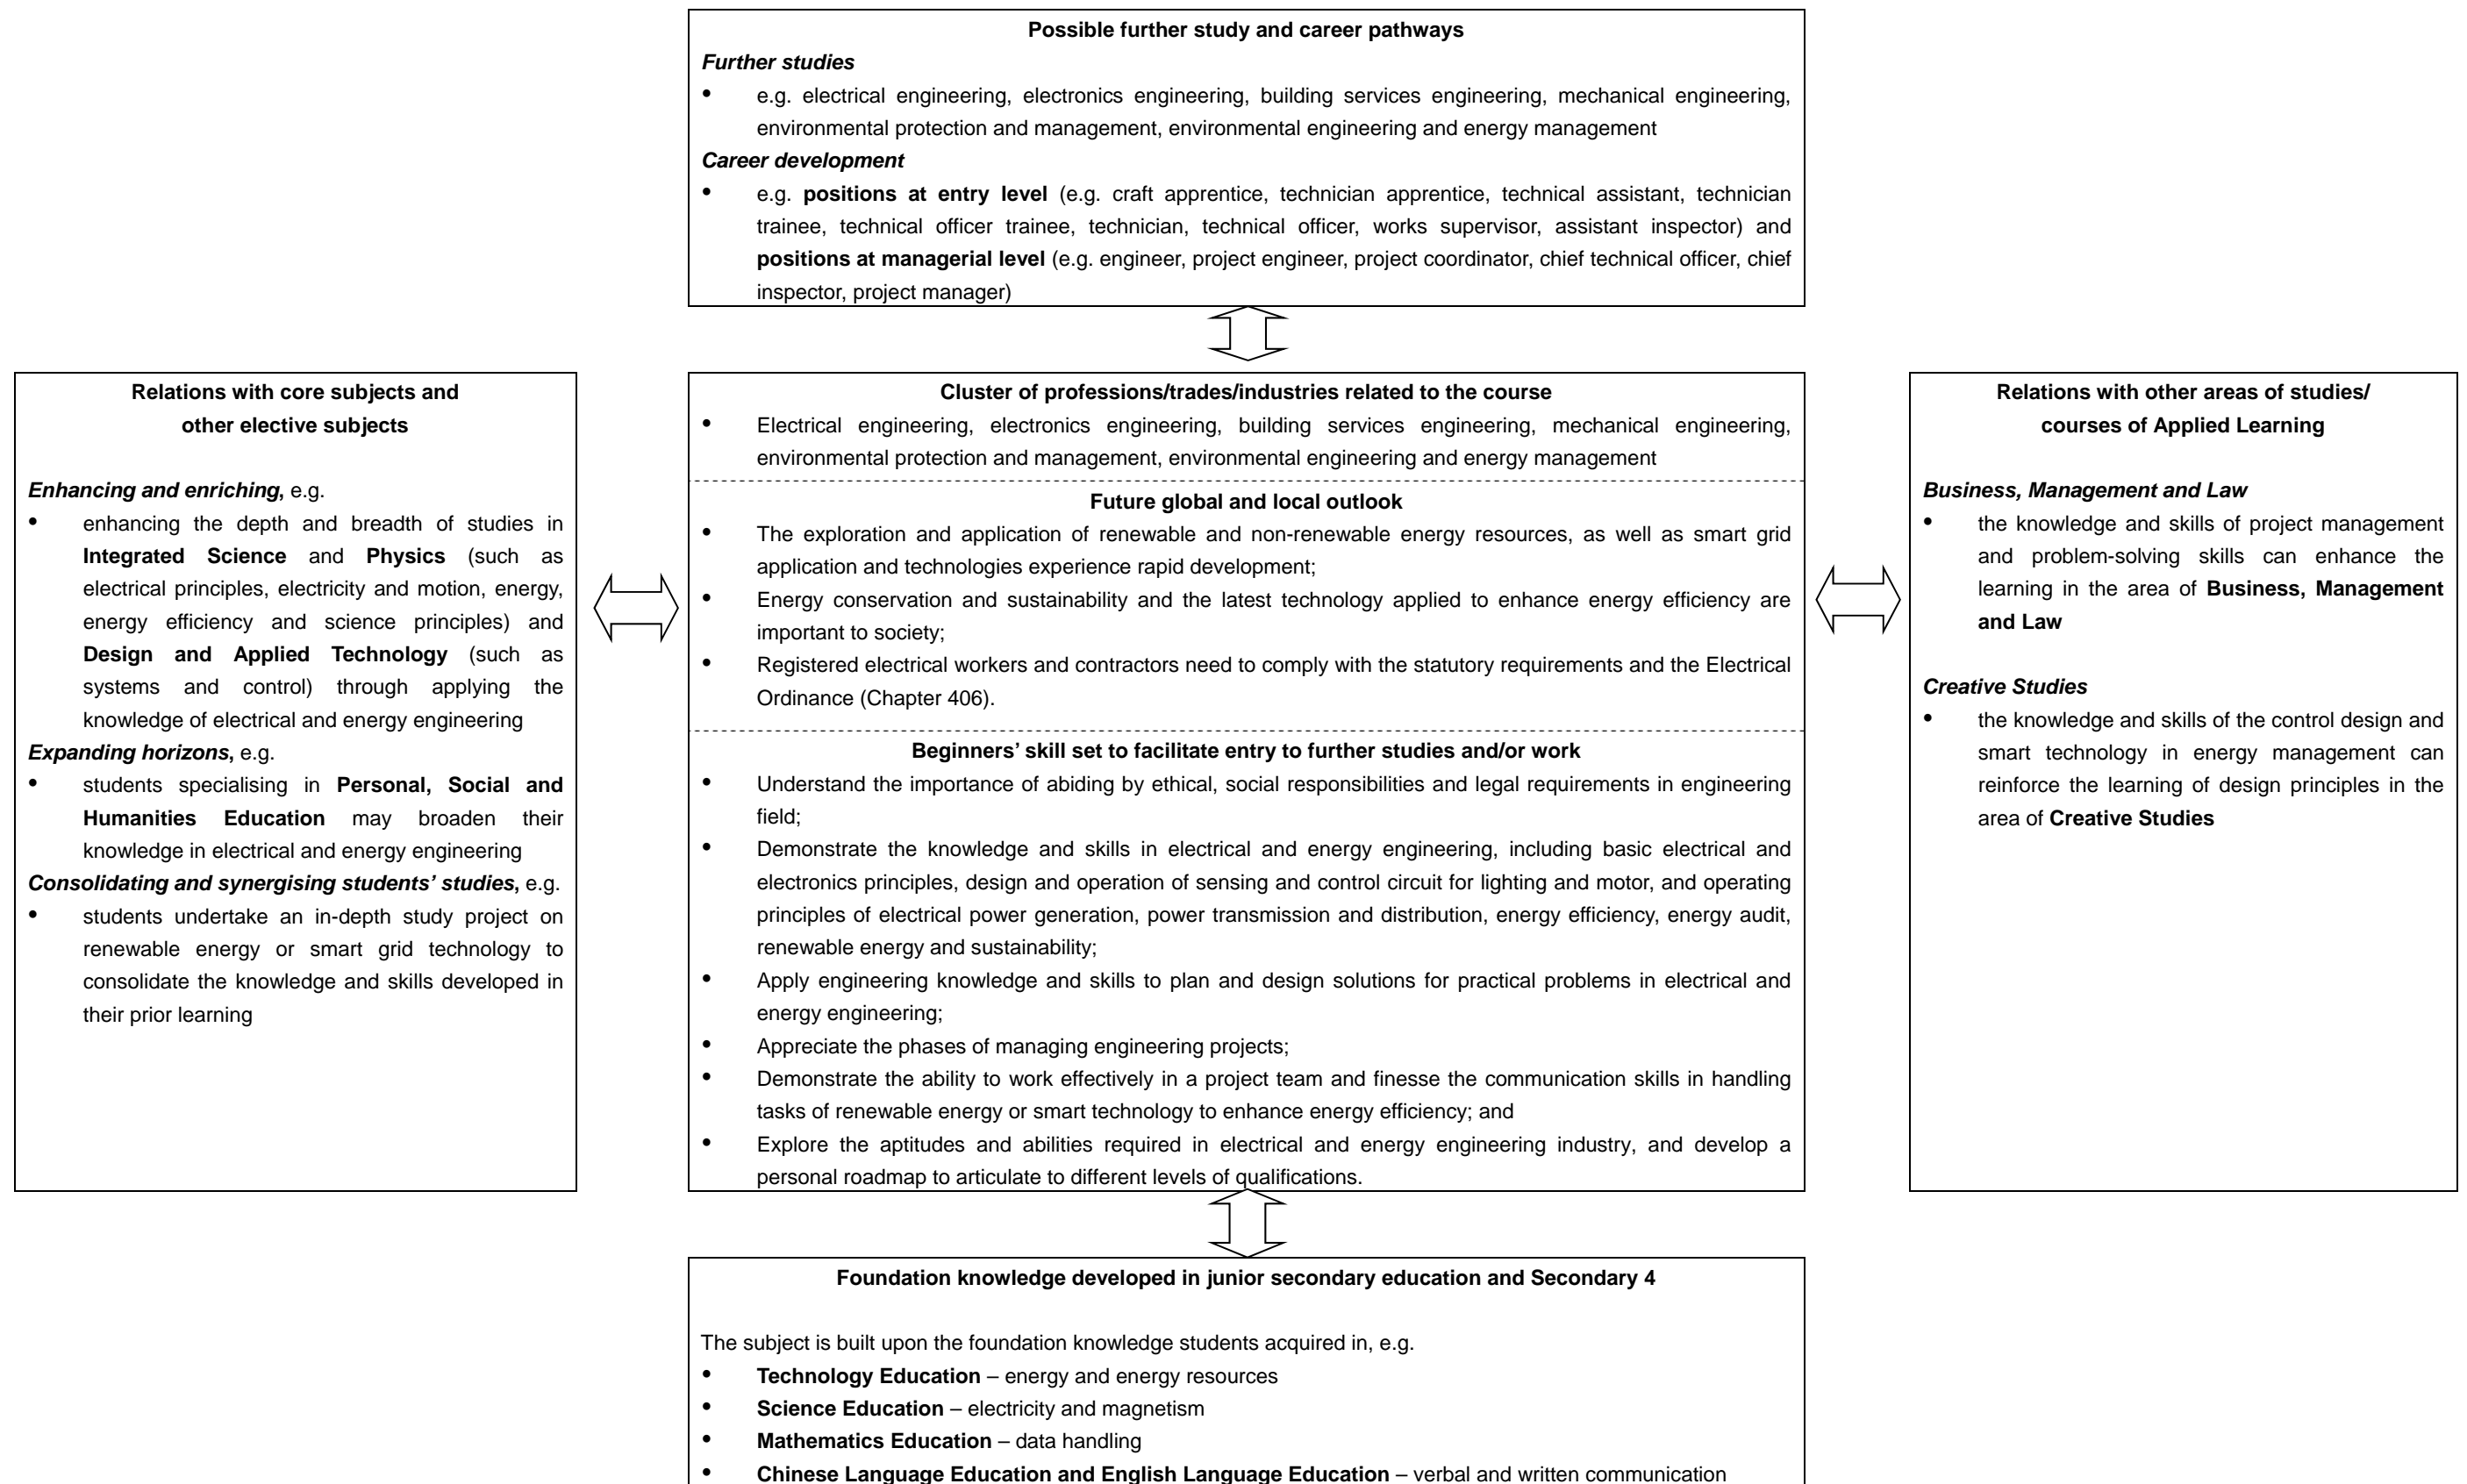 Possible further study and career pathways
Further studies
• e.g. electrical engineering, electronics engineering, building services engineering, mechanical engineering,
environmental protection and management, environmental engineering and energy management
Career development
• e.g. positions at entry level (e.g. craft apprentice, technician apprentice, technical assistant, technician
trainee, technical officer trainee, technician, technical officer, works supervisor, assistant inspector) and
positions at managerial level (e.g. engineer, project engineer, project coordinator, chief technical officer, chief
inspector, project manager)
Relations with core subjects and
other elective subjects
Enhancing and enriching, e.g.
• enhancing the depth and breadth of studies in
Integrated Science and Physics (such as
electrical principles, electricity and motion, energy,
energy efficiency and science principles) and
Design and Applied Technology (such as
systems and control) through applying the
knowledge of electrical and energy engineering
Expanding horizons, e.g.
• students specialising in Personal, Social and
Humanities Education may broaden their
knowledge in electrical and energy engineering
Consolidating and synergising students’ studies, e.g.
• students undertake an in-depth study project on
renewable energy or smart grid technology to
consolidate the knowledge and skills developed in
their prior learning
Cluster of professions/trades/industries related to the course
• Electrical engineering, electronics engineering, building services engineering, mechanical engineering,
environmental protection and management, environmental engineering and energy management
Future global and local outlook
• The exploration and application of renewable and non-renewable energy resources, as well as smart grid
application and technologies experience rapid development;
• Energy conservation and sustainability and the latest technology applied to enhance energy efficiency are
important to society;
• Registered electrical workers and contractors need to comply with the statutory requirements and the Electrical
Ordinance (Chapter 406).
Beginners’ skill set to facilitate entry to further studies and/or work
• Understand the importance of abiding by ethical, social responsibilities and legal requirements in engineering
field;
• Demonstrate the knowledge and skills in electrical and energy engineering, including basic electrical and
electronics principles, design and operation of sensing and control circuit for lighting and motor, and operating
principles of electrical power generation, power transmission and distribution, energy efficiency, energy audit,
renewable energy and sustainability;
• Apply engineering knowledge and skills to plan and design solutions for practical problems in electrical and
energy engineering;
• Appreciate the phases of managing engineering projects;
• Demonstrate the ability to work effectively in a project team and finesse the communication skills in handling
tasks of renewable energy or smart technology to enhance energy efficiency; and
• Explore the aptitudes and abilities required in electrical and energy engineering industry, and develop a
personal roadmap to articulate to different levels of qualifications.
Relations with other areas of studies/
courses of Applied Learning
Business, Management and Law
• the knowledge and skills of project management
and problem-solving skills can enhance the
learning in the area of Business, Management
and Law
Creative Studies
• the knowledge and skills of the control design and
smart technology in energy management can
reinforce the learning of design principles in the
area of Creative Studies
Foundation knowledge developed in junior secondary education and Secondary 4
The subject is built upon the foundation knowledge students acquired in, e.g.
• Technology Education – energy and energy resources
• Science Education – electricity and magnetism
• Mathematics Education – data handling
• Chinese Language Education and English Language Education – verbal and written communication